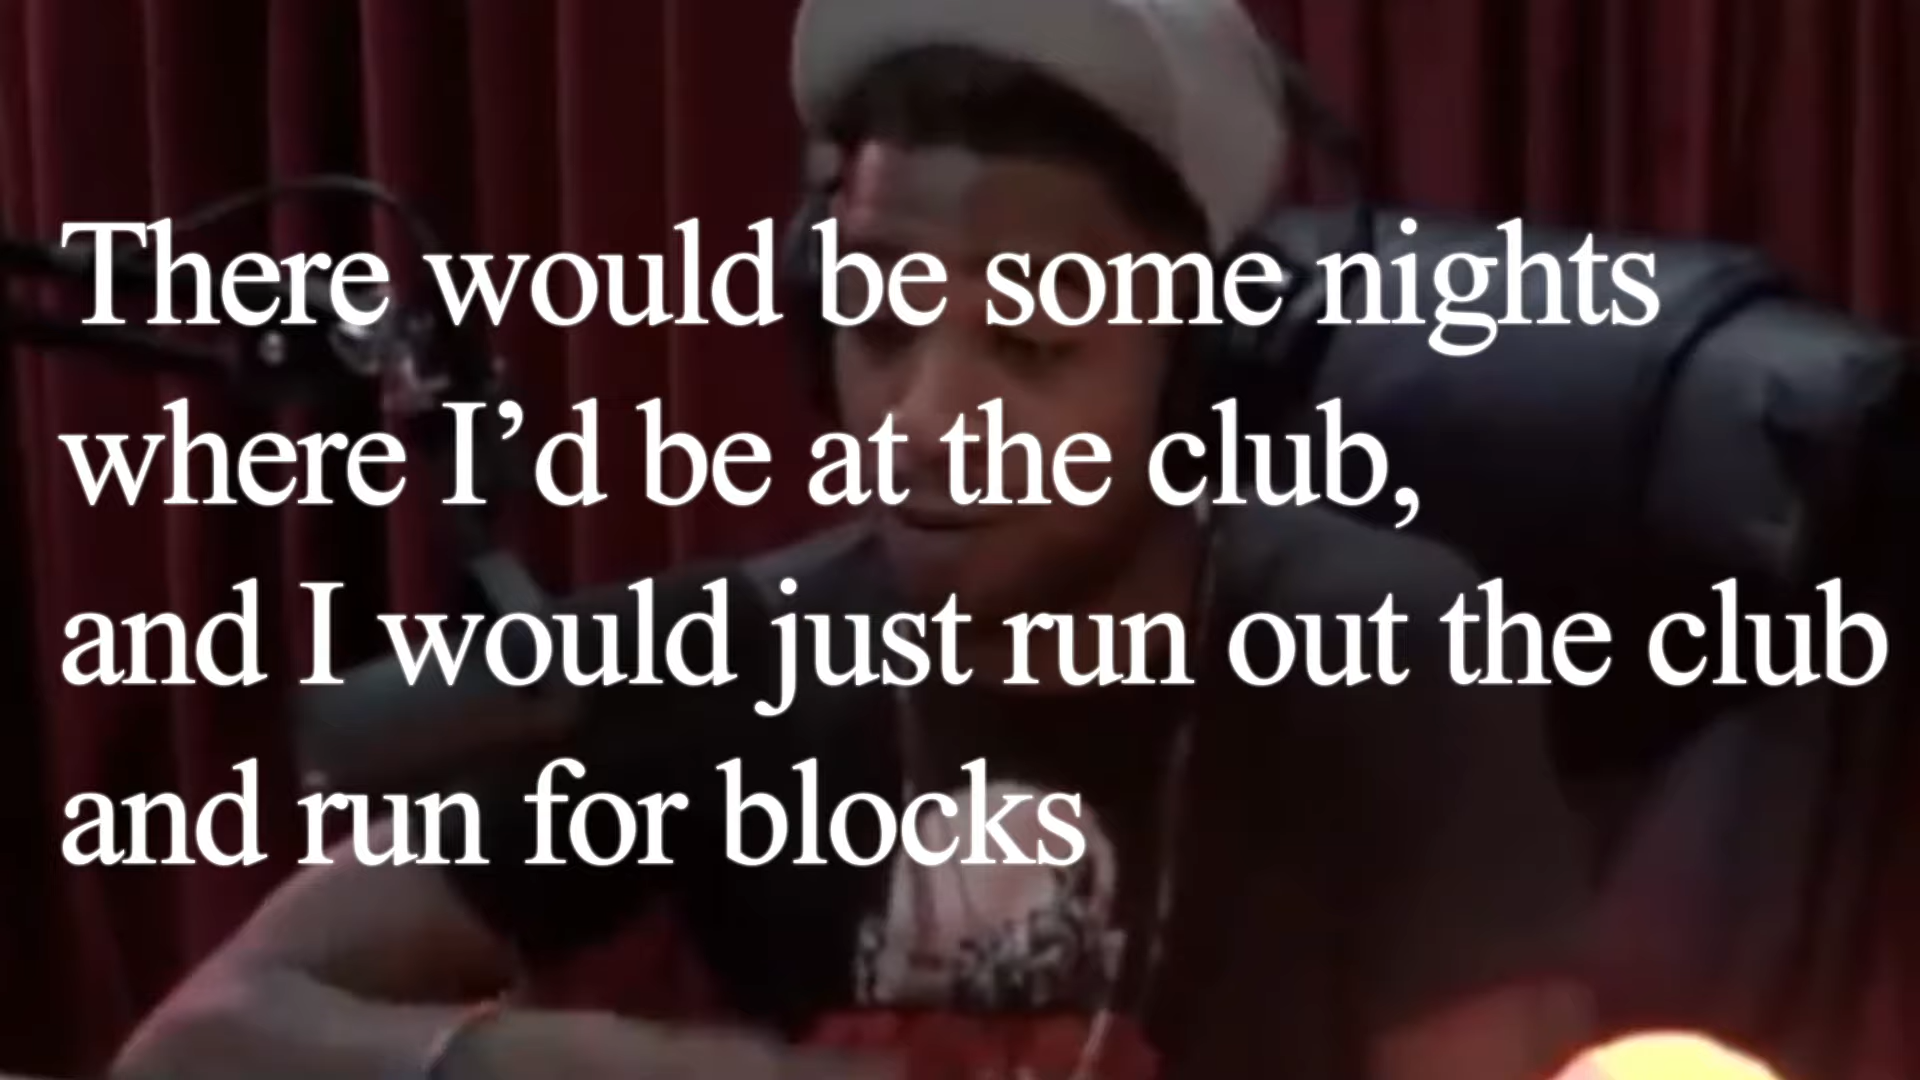 There would be some nights
where I’d be at the club,
and I would just run out the club
and run for blocks